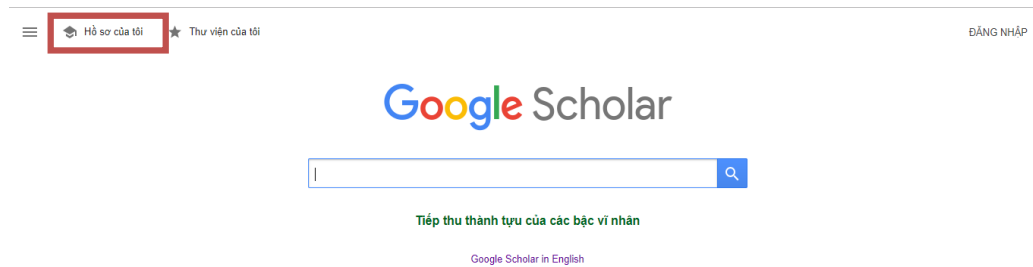 Hồ sơ của tôi Thư viện của tôi ĐĂNG NHẬP
Google Scholar
Tiếp thu thành tựu của các bậc vĩ nhân
Google Scholar in English